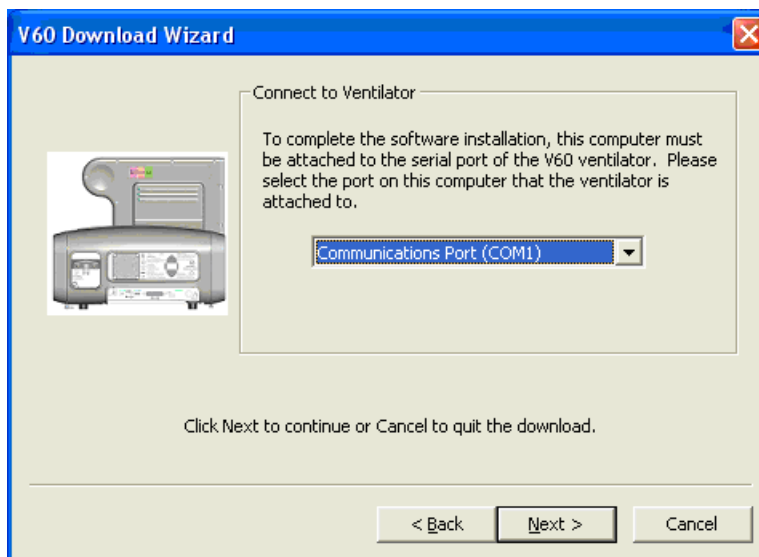 V60 Download Wizard
Connect to Ventilator
To complete the software installation, this computer must
be attached to the serial port of the V60 ventilator.  Please
select the port on this computer that the ventilator is
attached to.
Communications Port (COM1)
Click Next to continue or Cancel to quit the download.
< Back
Next >
Cancel